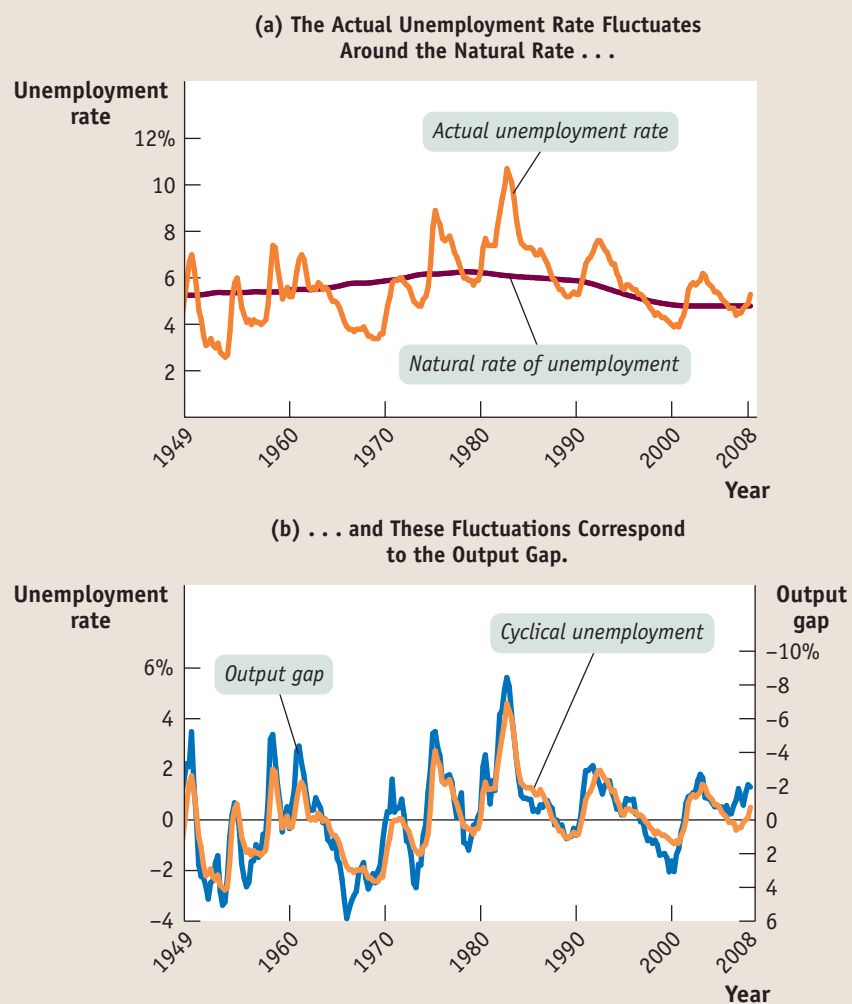 (a) The Actual Unemployment Rate Fluctuates
Around the Natural Rate . . .
Unemployment
rate
12%
10
8
6
4
2
Actual unemployment rate
Natural rate of unemployment
1949
1960
1970
1980
1990
2000
2008
Year
(b) . . . and These Fluctuations Correspond
to the Output Gap.
Unemployment
rate
Output
gap
6%
4
2
0
–2
–4
Output gap
Cyclical unemployment
–10%
–8
–6
–4
–2
0
2
4
6
1949
1960
1970
1980
1990
2000
2008
Year